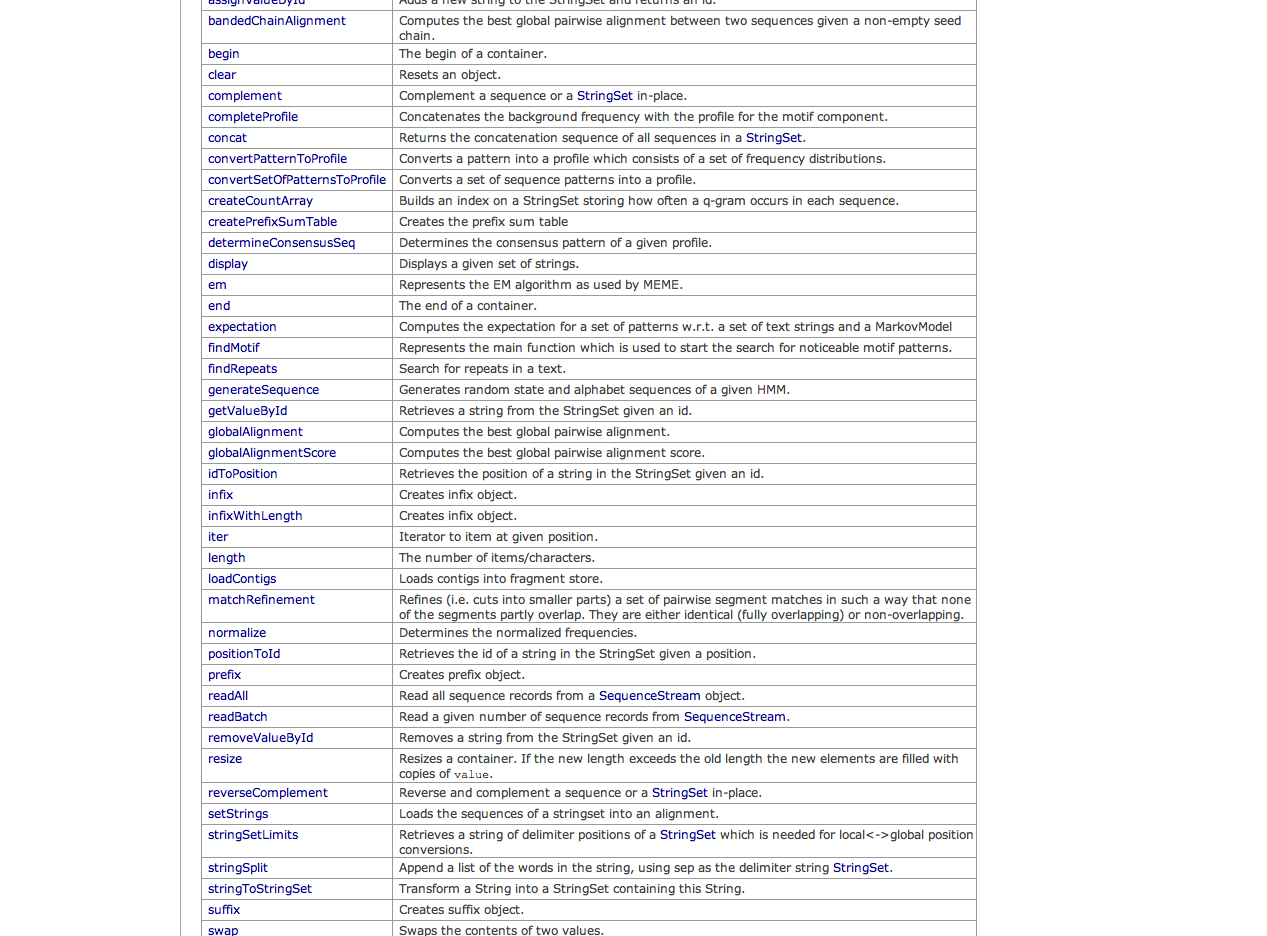 assignValueById Adds a new string to the StringSet and returns an id.
bandedChainAlignment Computes the best global pairwise alignment between two sequences given a non-empty seed
chain.
begin The begin of a container.
clear Resets an object.
complement Complement a sequence or a StringSet in-place.
completeProfile Concatenates the background frequency with the profile for the motif component.
concat Returns the concatenation sequence of all sequences in a StringSet.
convertPatternToProfile Converts a pattern into a profile which consists of a set of frequency distributions.
convertSetOfPatternsToProfile Converts a set of sequence patterns into a profile.
createCountArray Builds an index on a StringSet storing how often a q-gram occurs in each sequence.
createPrefixSumTable Creates the prefix sum table
determineConsensusSeq Determines the consensus pattern of a given profile.
display Displays a given set of strings.
em Represents the EM algorithm as used by MEME.
end The end of a container.
expectation Computes the expectation for a set of patterns w.r.t. a set of text strings and a MarkovModel
findMotif Represents the main function which is used to start the search for noticeable motif patterns.
findRepeats Search for repeats in a text.
generateSequence Generates random state and alphabet sequences of a given HMM.
getValueById Retrieves a string from the StringSet given an id.
globalAlignment Computes the best global pairwise alignment.
globalAlignmentScore Computes the best global pairwise alignment score.
idToPosition Retrieves the position of a string in the StringSet given an id.
infix Creates infix object.
infixWithLength Creates infix object.
iter Iterator to item at given position.
length The number of items/characters.
loadContigs Loads contigs into fragment store.
matchRefinement Refines (i.e. cuts into smaller parts) a set of pairwise segment matches in such a way that none
of the segments partly overlap. They are either identical (fully overlapping) or non-overlapping.
normalize Determines the normalized frequencies.
positionToId Retrieves the id of a string in the StringSet given a position.
prefix Creates prefix object.
readAll Read all sequence records from a SequenceStream object.
readBatch Read a given number of sequence records from SequenceStream.
removeValueById Removes a string from the StringSet given an id.
resize Resizes a container. If the new length exceeds the old length the new elements are filled with
copies of value.
reverseComplement Reverse and complement a sequence or a StringSet in-place.
setStrings Loads the sequences of a stringset into an alignment.
stringSetLimits Retrieves a string of delimiter positions of a StringSet which is needed for local<->global position
conversions.
stringSplit Append a list of the words in the string, using sep as the delimiter string StringSet.
stringToStringSet Transform a String into a StringSet containing this String.
suffix Creates suffix object.
swap Swaps the contents of two values.